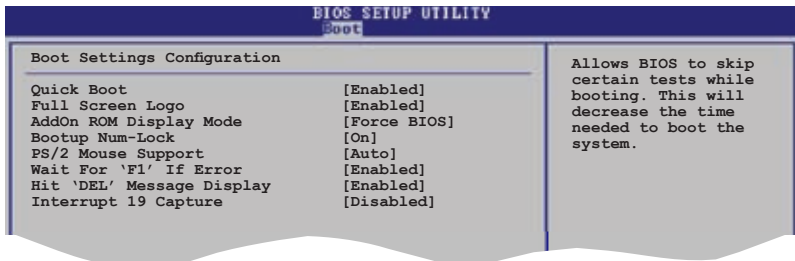 BIOS SETUP UTILITY
Boot
Boot Settings Configuration
Quick Boot [Enabled]
Full Screen Logo [Enabled]
AddOn ROM Display Mode [Force BIOS]
Bootup Num-Lock [On]
PS/2 Mouse Support [Auto]
Wait For ‘F1’ If Error [Enabled]
Hit ‘DEL’ Message Display [Enabled]
Interrupt 19 Capture [Disabled]
Allows BIOS to skip
certain tests while
booting. This will
decrease the time
needed to boot the
system.